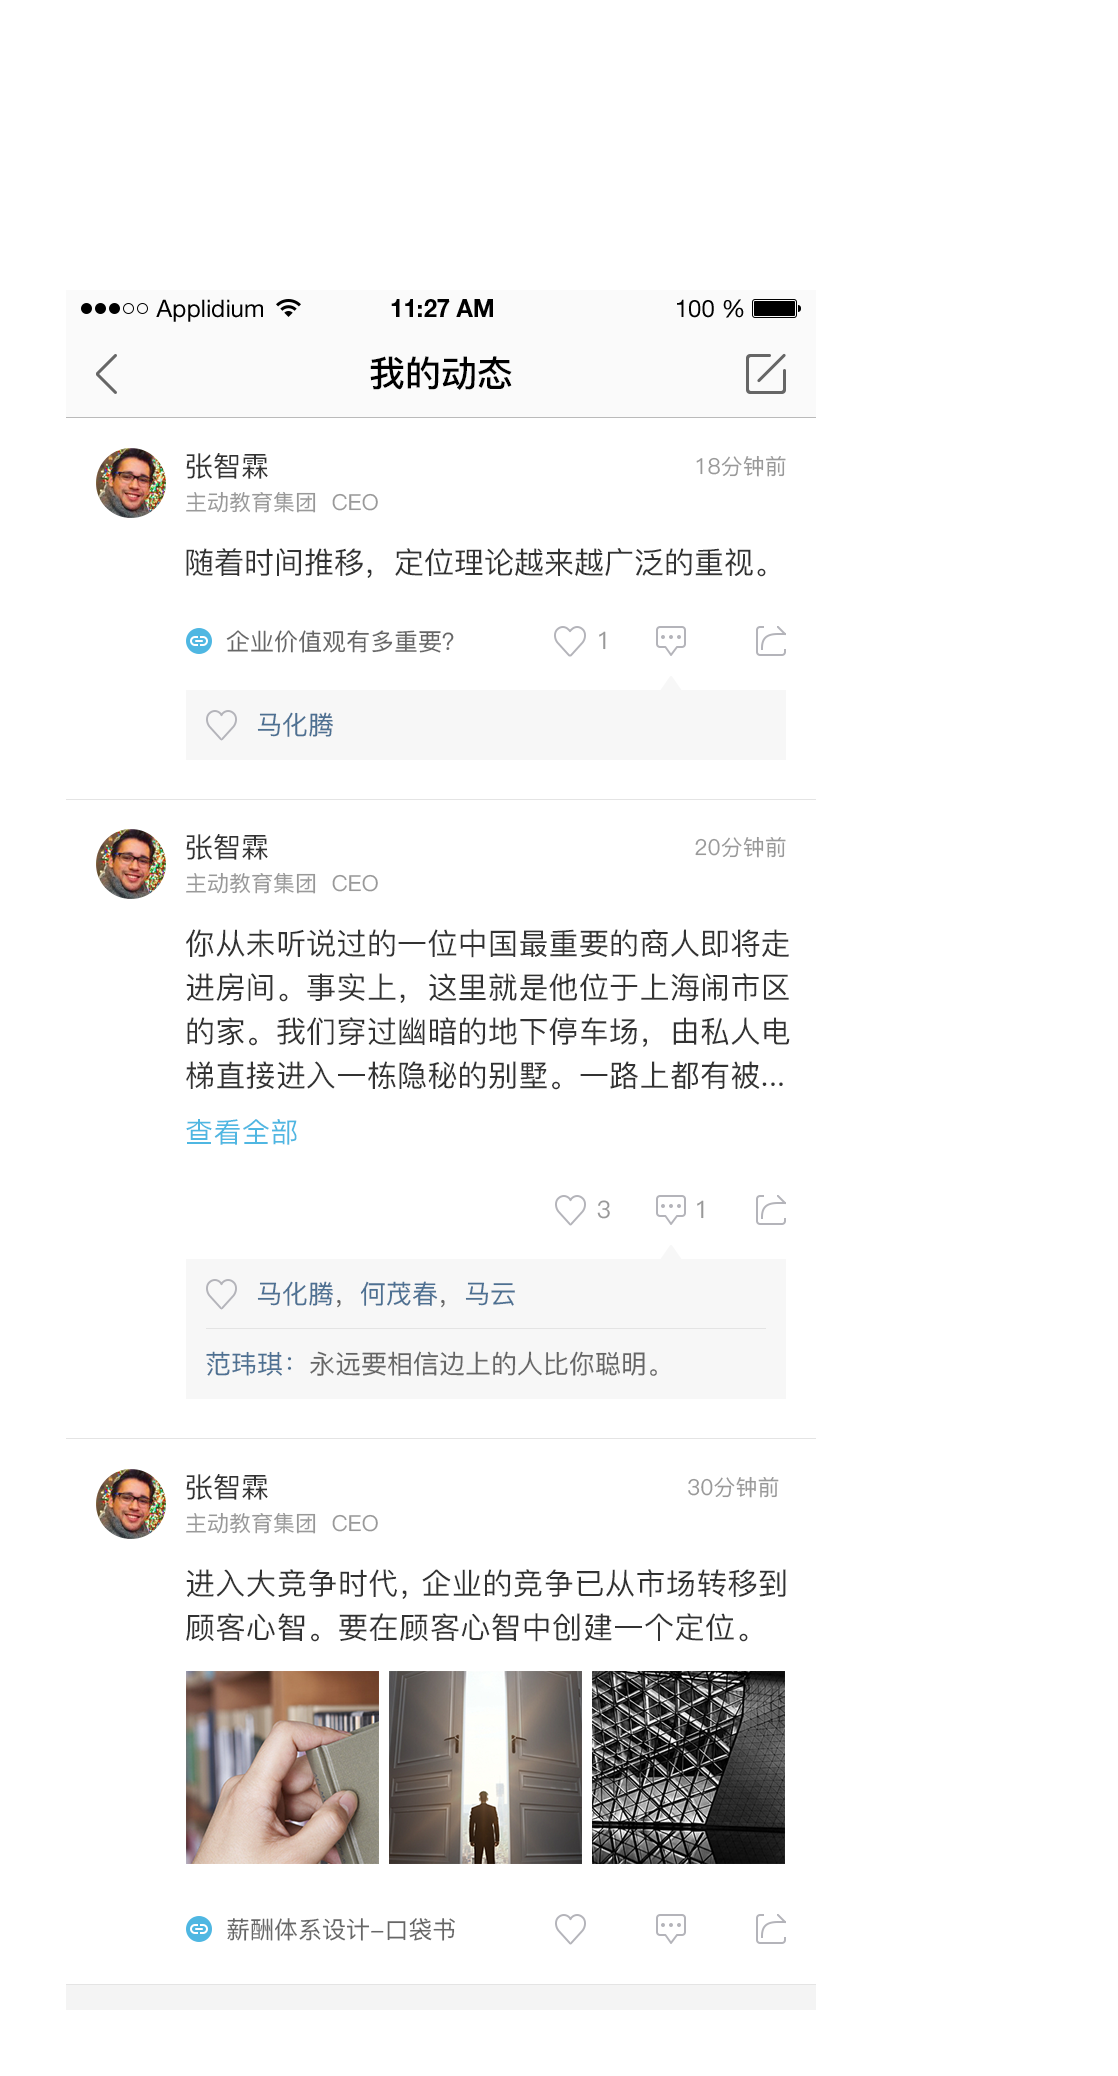 Applidium 11:27 AM 100 %
我的动态
张智霖 18分钟前
主动教育集团 CEO
随着时间推移，定位理论越来越广泛的重视。
企业价值观有多重要? 1
马化腾
张智霖 20分钟前
主动教育集团 CEO
你从未听说过的一位中国最重要的商人即将走
进房间。事实上，这里就是他位于上海闹市区
的家。我们穿过幽暗的地下停车场，由私人电
梯直接进入一栋隐秘的别墅。一路上都有被...
查看全部
3 1
马化腾，何茂春，马云
范玮琪：永远要相信边上的人比你聪明。
张智霖 30分钟前
主动教育集团 CEO
进入大竞争时代，企业的竞争已从市场转移到
顾客心智。要在顾客心智中创建一个定位。
薪酬体系设计-口袋书